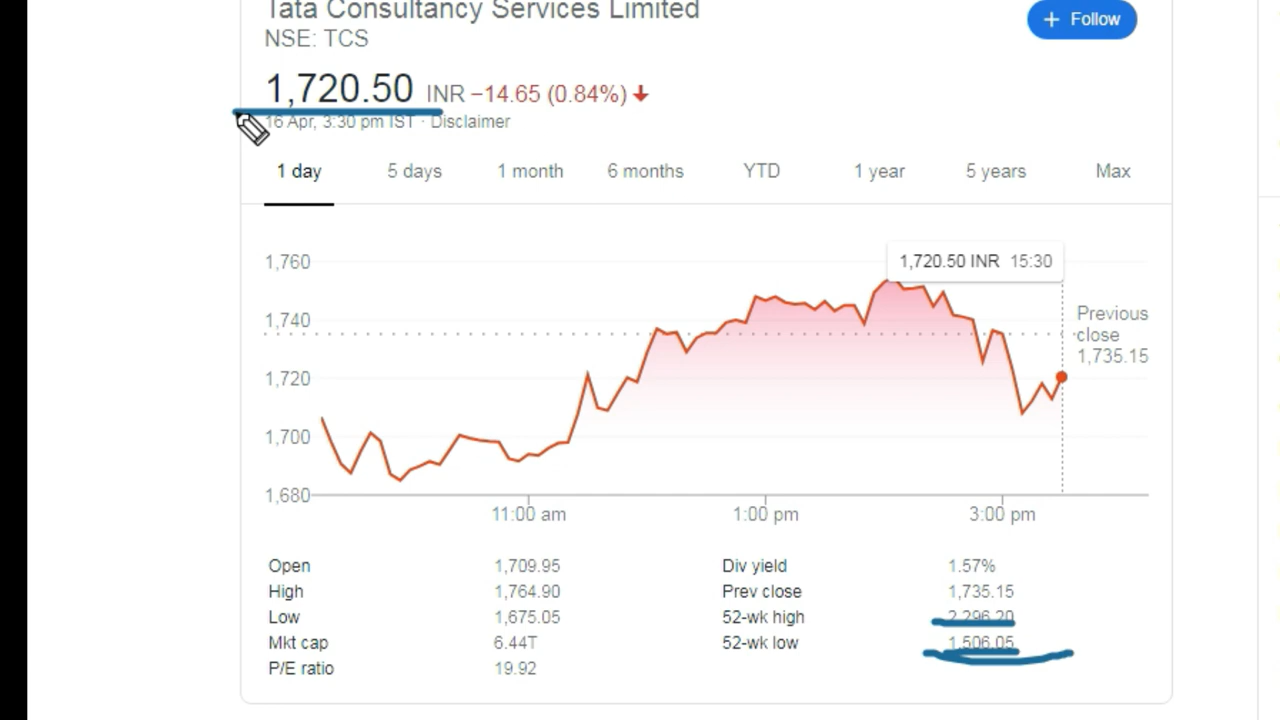 Tata Consultancy Services Limited
+ Follow
NSE: TCS
1,720.50 INR −14.65 (0.84%)
16 Apr, 3:30 pm IST · Disclaimer
1 day 5 days 1 month 6 months YTD 1 year 5 years Max
1,760
1,720.50 INR 15:30
1,740
Previous
close
1,735.15
1,720
1,700
1,680
11:00 am 1:00 pm 3:00 pm
Open 1,709.95 Div yield 1.57%
High 1,764.90 Prev close 1,735.15
Low 1,675.05 52-wk high 2,296.20
Mkt cap 6.44T 52-wk low 1,506.05
P/E ratio 19.92